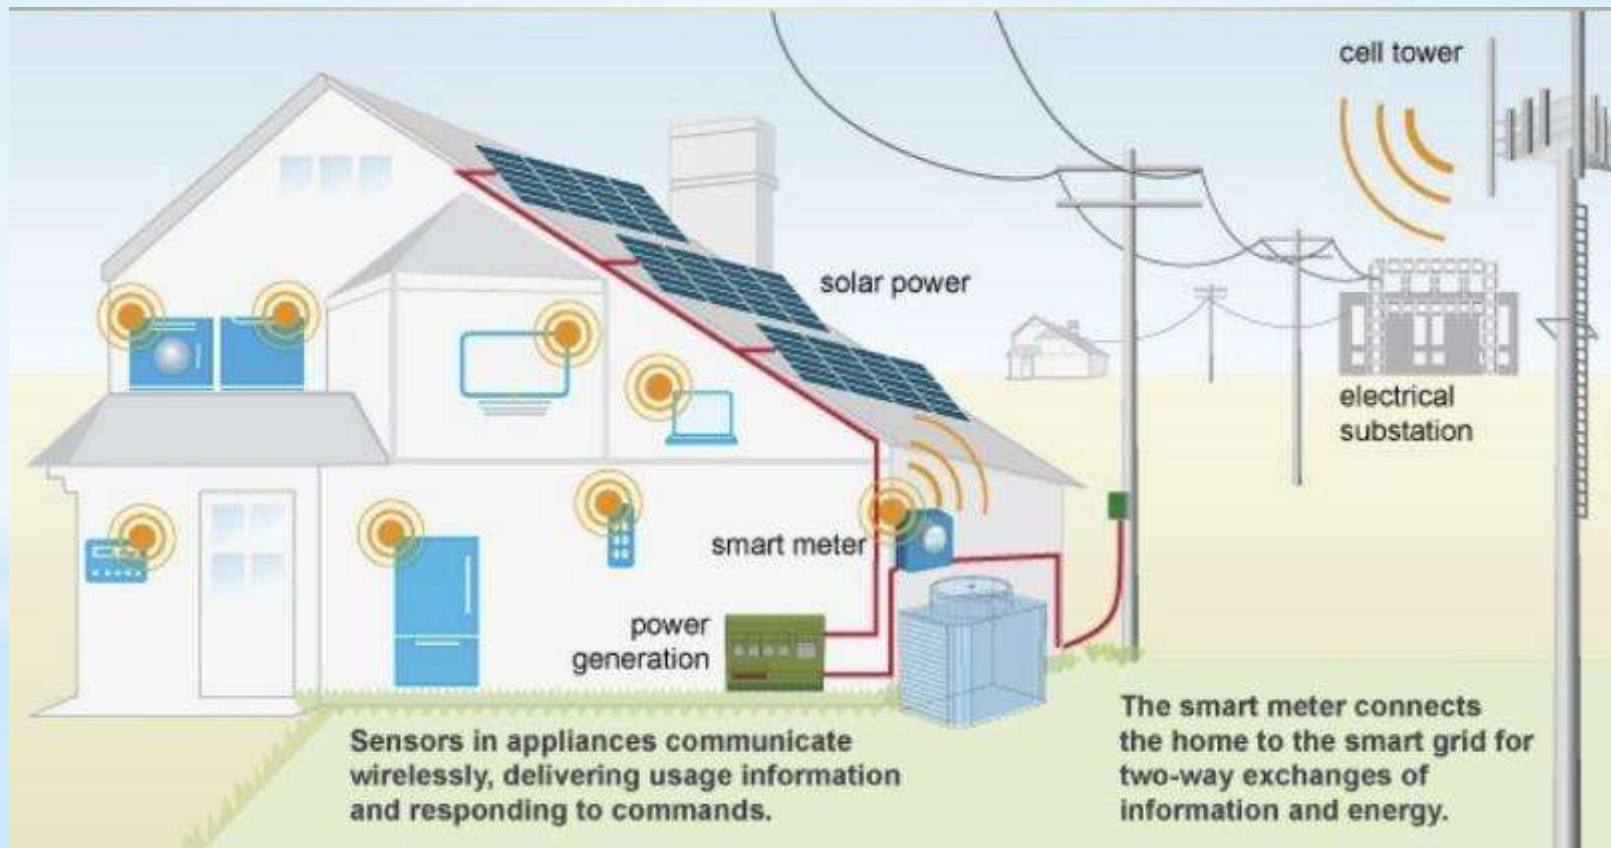 cell tower
solar power
electrical
substation
smart meter
power
generation
Sensors in appliances communicate
wirelessly, delivering usage information
and responding to commands.
The smart meter connects
the home to the smart grid for
two-way exchanges of
information and energy.